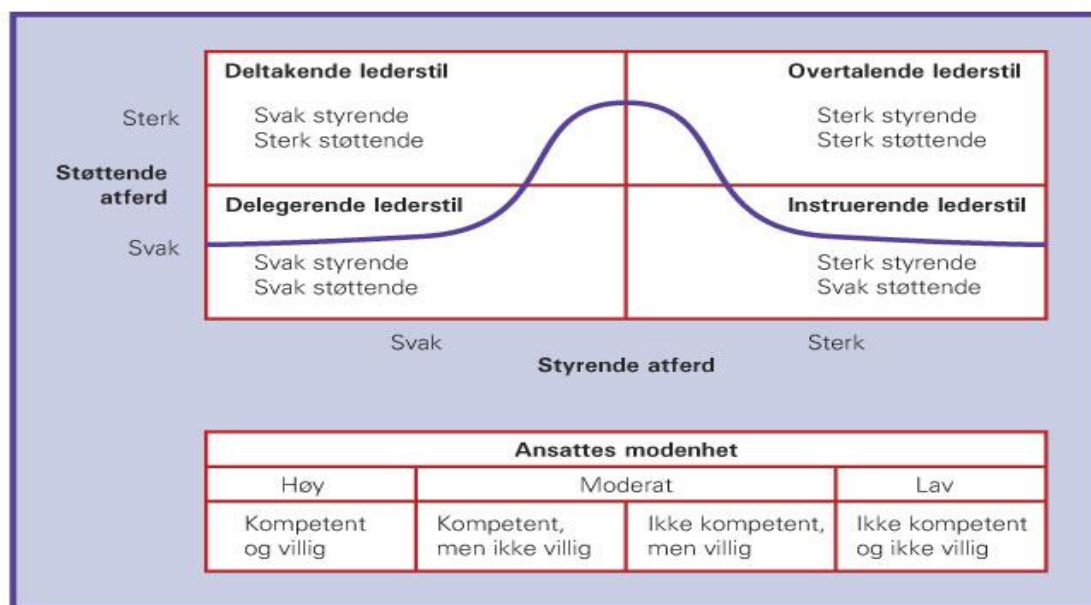 Deltakende lederstil
Svak styrende
Sterk støttende
Overtalende lederstil
Sterk styrende
Sterk støttende
Sterk
Støttende
atferd
Svak
Delegerende lederstil
Svak styrende
Svak støttende
Instruerende lederstil
Sterk styrende
Svak støttende
Svak
Sterk
Styrende atferd
Ansattes modenhet
Høy
Moderat
Lav
Kompetent
og villig
Kompetent,
men ikke villig
Ikke kompetent,
men villig
Ikke kompetent
og ikke villig